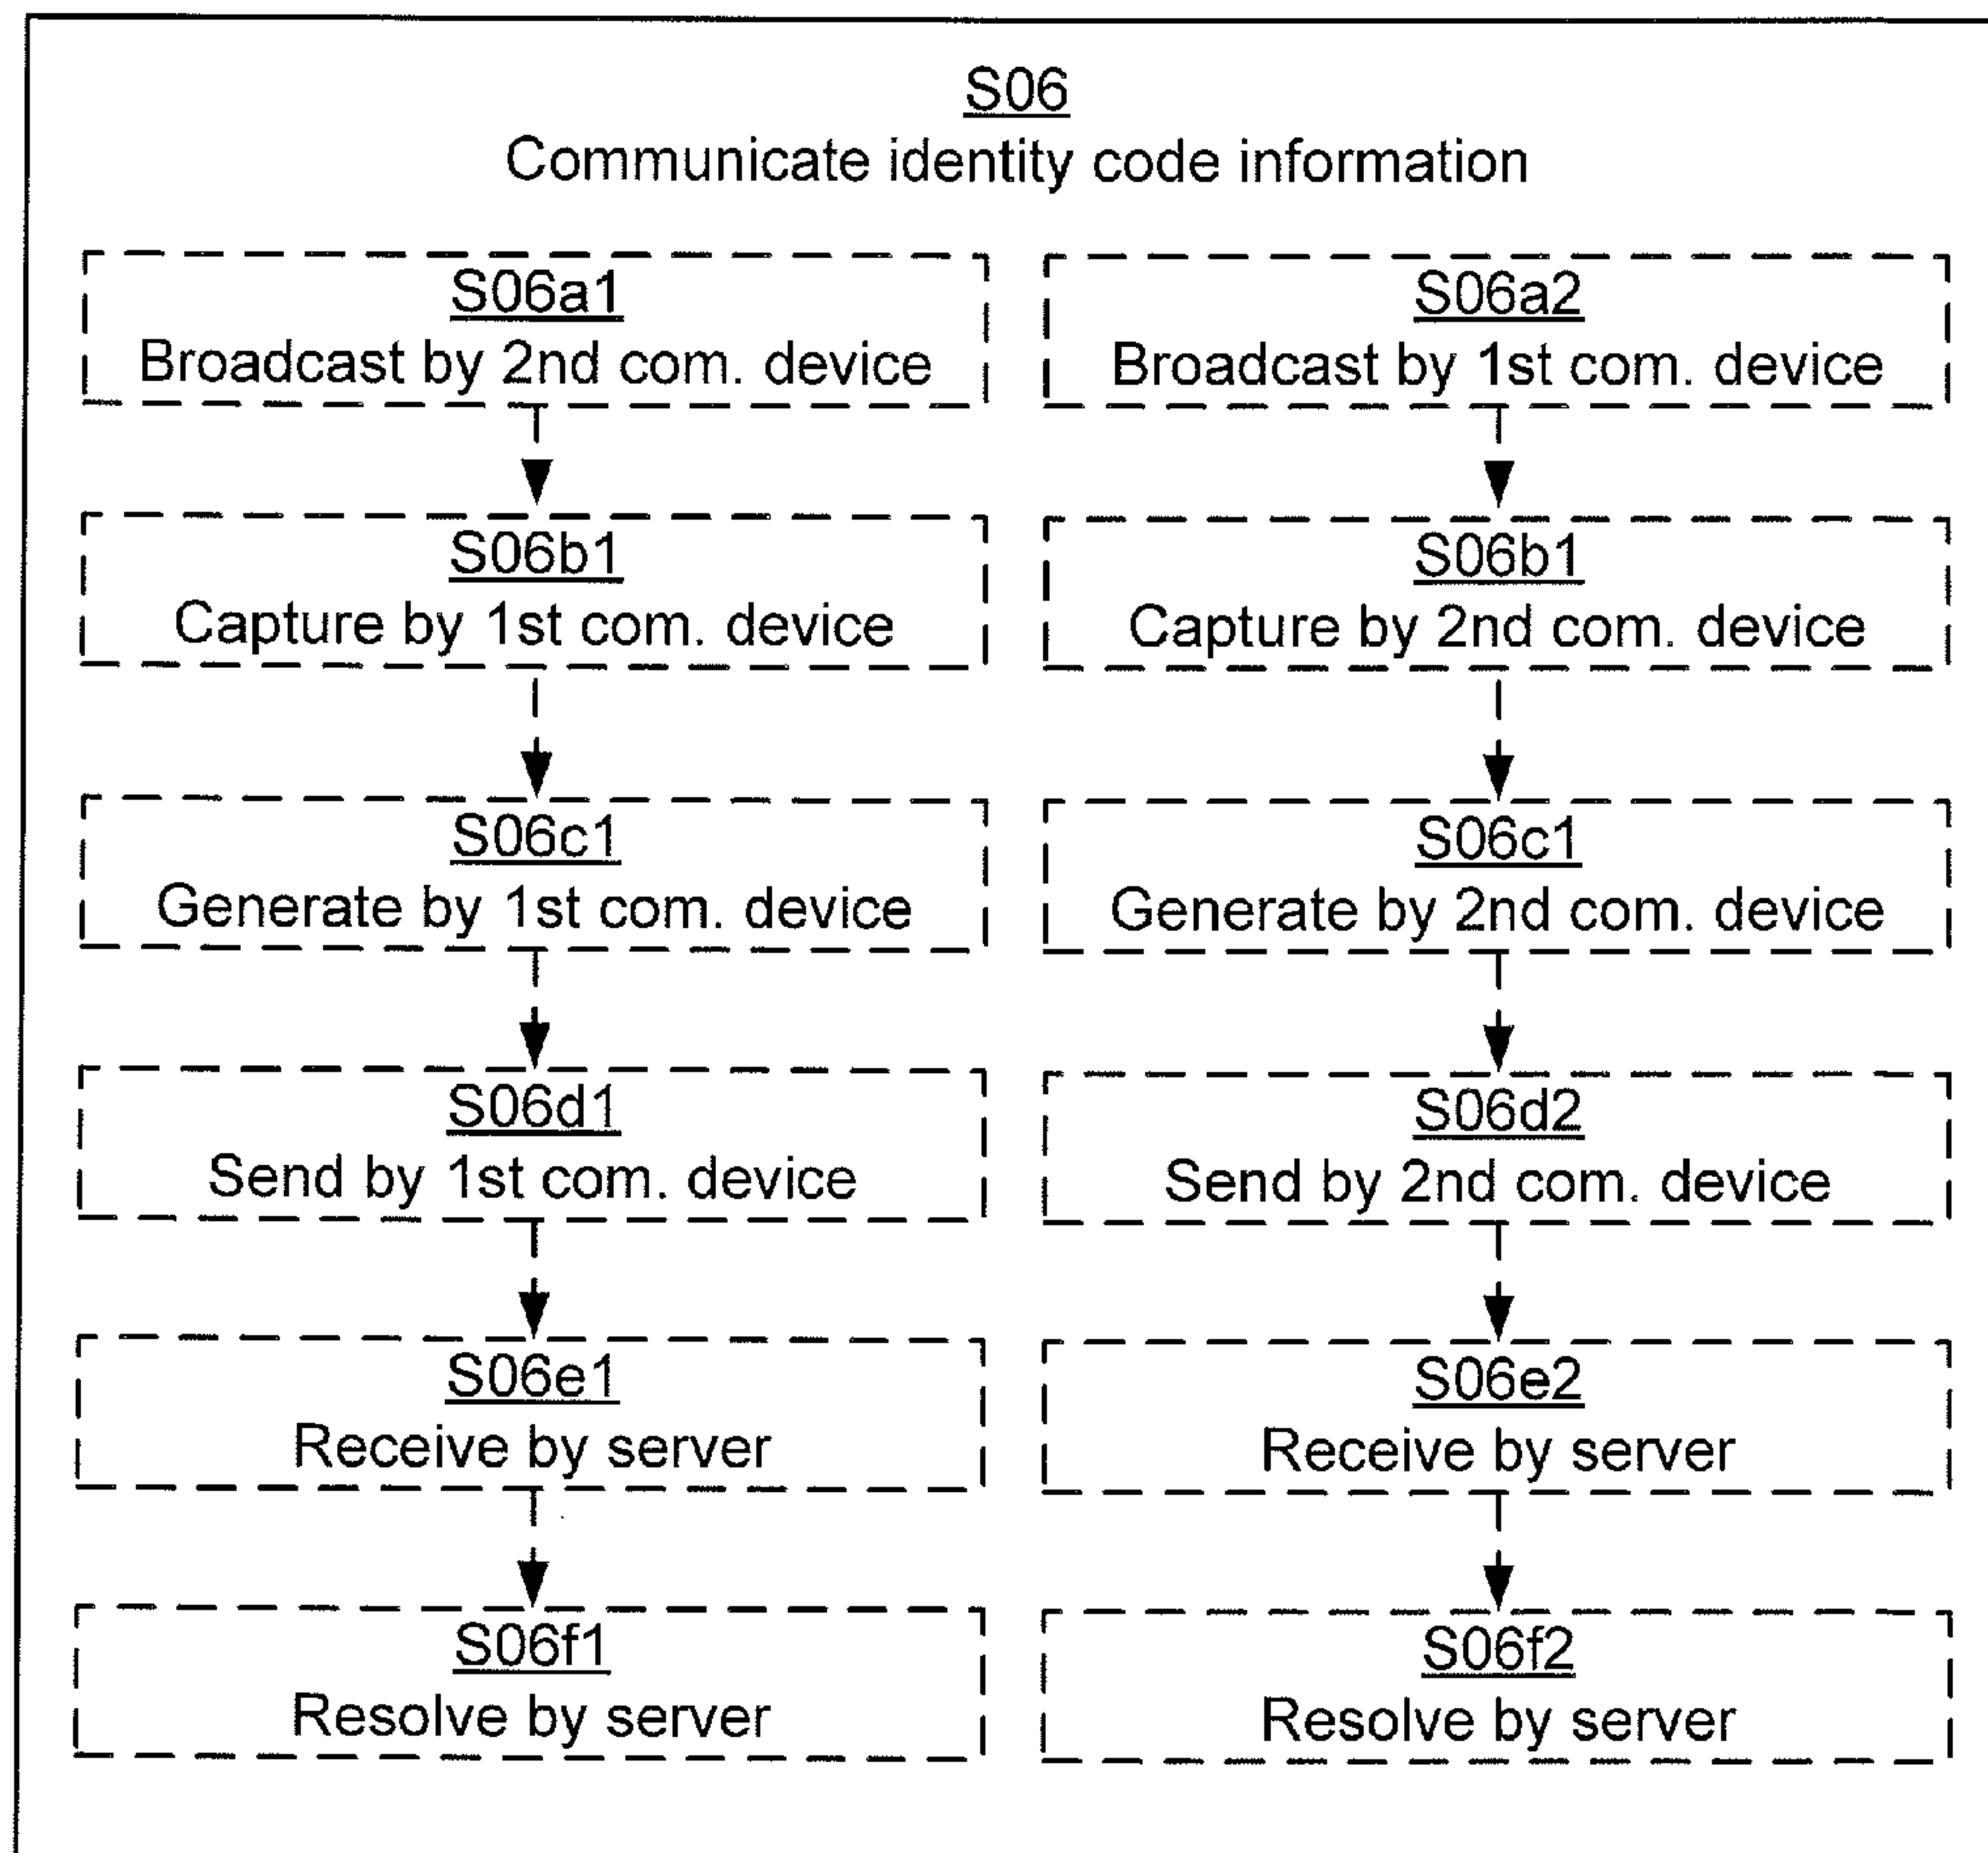 S06
Communicate identity code information
S06a1
Broadcast by 2nd com. device
S06b1
Capture by 1st com. device
S06c1
Generate by 1st com. device
S06d1
Send by 1st com. device
S06e1
Receive by server
S06f1
Resolve by server
S06a2
Broadcast by 1st com. device
S06b1
Capture by 2nd com. device
S06c1
Generate by 2nd com. device
S06d2
Send by 2nd com. device
S06e2
Receive by server
S06f2
Resolve by server